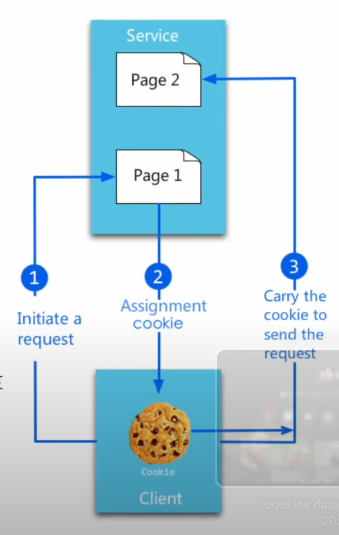 Service
Page 2
Page 1
1
2
3
Initiate a
request
Assignment
cookie
Carry the
cookie to
send the
request
Cookie
Client
cookies data